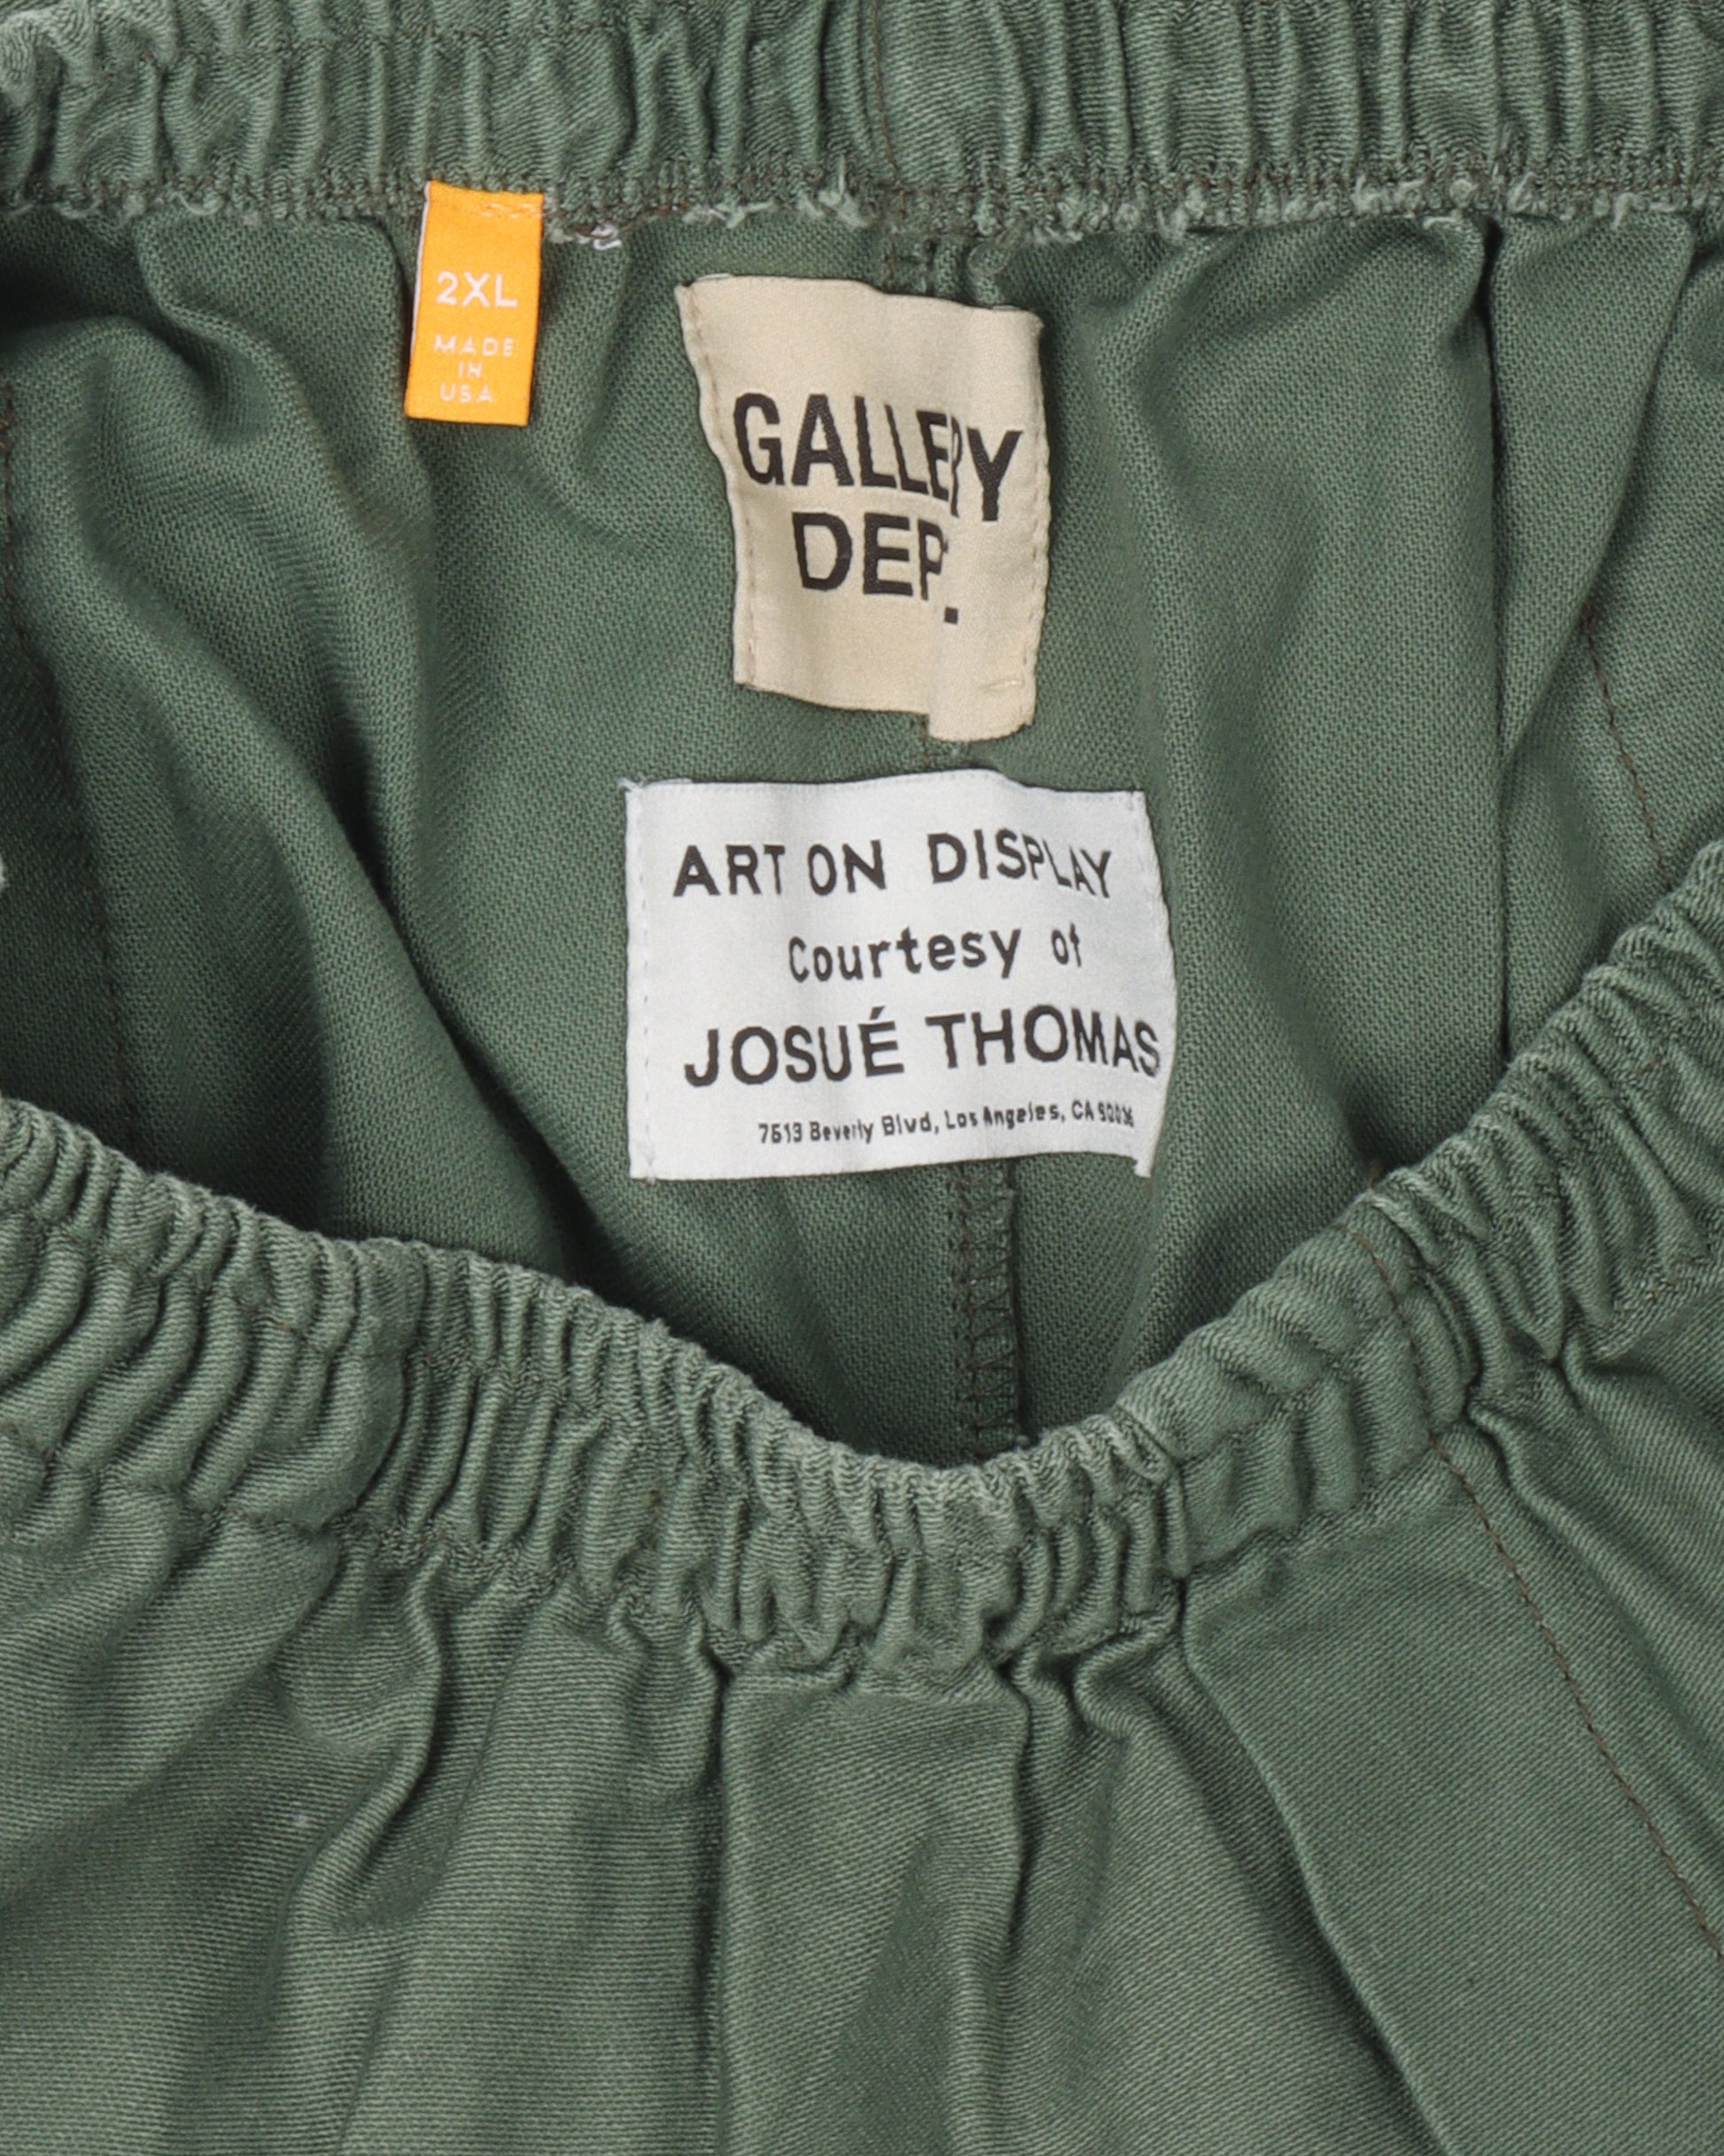 2XL
MADE
IN
USA
GALLERY
DEP.
ART ON DISPLAY
Courtesy of
JOSUÉ THOMAS
7613 Beverly Blvd, Los Angeles, CA 90036